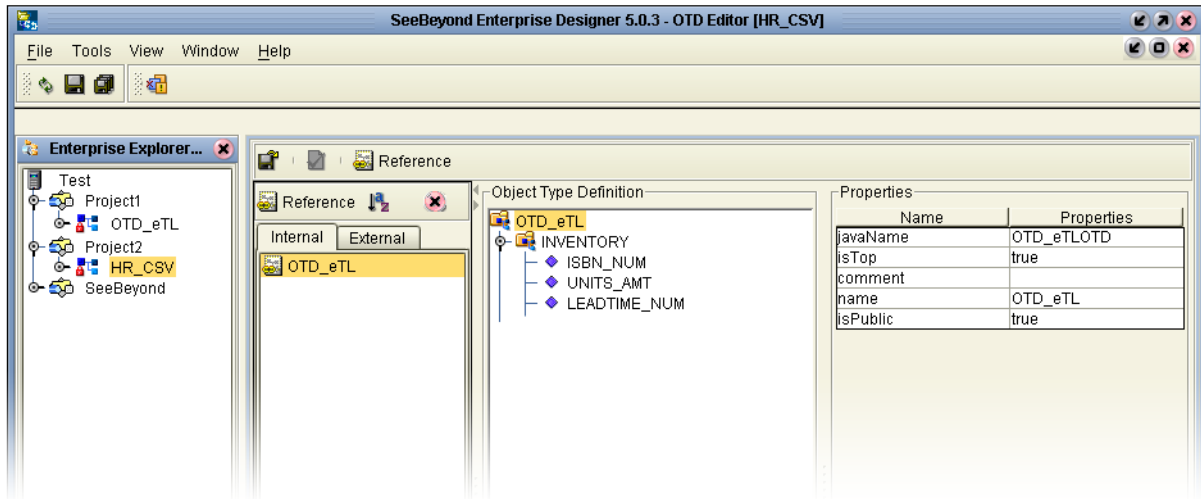 SeeBeyond Enterprise Designer 5.0.3 - OTD Editor [HR_CSV]
File Tools View Window Help
Enterprise Explorer...
Test
Project1
OTD_eTL
Project2
HR_CSV
SeeBeyond
Reference
Reference
Internal External
OTD_eTL
Object Type Definition
OTD_eTL
INVENTORY
ISBN_NUM
UNITS_AMT
LEADTIME_NUM
Properties
Name Properties
javaName OTD_eTLOTD
isTop true
comment
name OTD_eTL
isPublic true